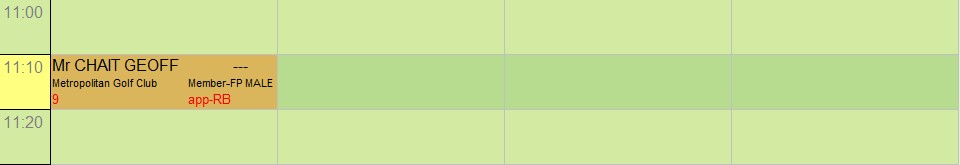 11:00
11:10 Mr CHAIT GEOFF ---
Metropolitan Golf Club Member-FP MALE
9 app-RB
11:20